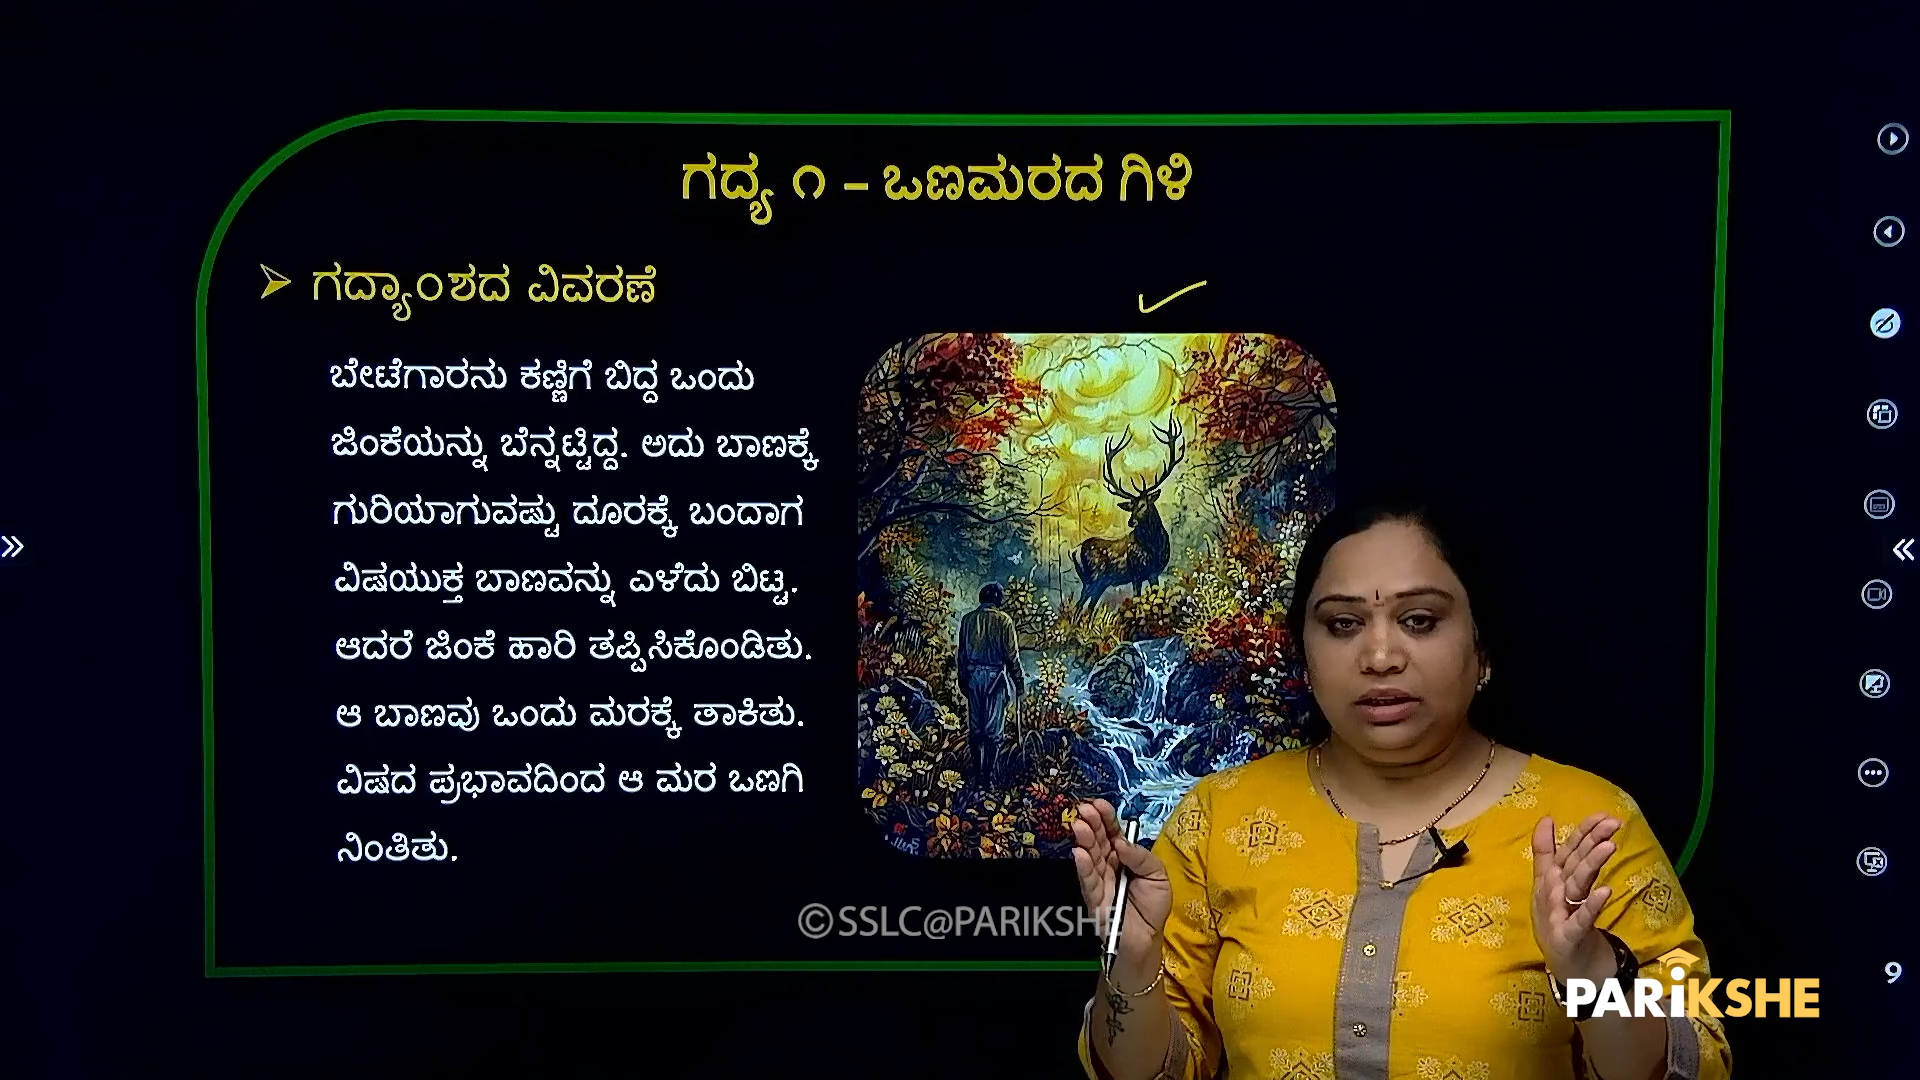 ಗದ್ಯ ೧ – ಒಣಮರದ ಗಿಳಿ
ಗದ್ಯಾಂಶದ ವಿವರಣೆ
ಬೇಟೆಗಾರನು ಕಣ್ಣಿಗೆ ಬಿದ್ದ ಒಂದು
ಜಿಂಕೆಯನ್ನು ಬೆನ್ನಟ್ಟಿದ್ದ. ಅದು ಬಾಣಕ್ಕೆ
ಗುರಿಯಾಗುವಷ್ಟು ದೂರಕ್ಕೆ ಬಂದಾಗ
ವಿಷಯುಕ್ತ ಬಾಣವನ್ನು ಎಳೆದು ಬಿಟ್ಟ.
ಆದರೆ ಜಿಂಕೆ ಹಾರಿ ತಪ್ಪಿಸಿಕೊಂಡಿತು.
ಆ ಬಾಣವು ಒಂದು ಮರಕ್ಕೆ ತಾಕಿತು.
ವಿಷದ ಪ್ರಭಾವದಿಂದ ಆ ಮರ ಒಣಗಿ
ನಿಂತಿತು.
©SSLC@PARIKSHE
PARiKSHE
9